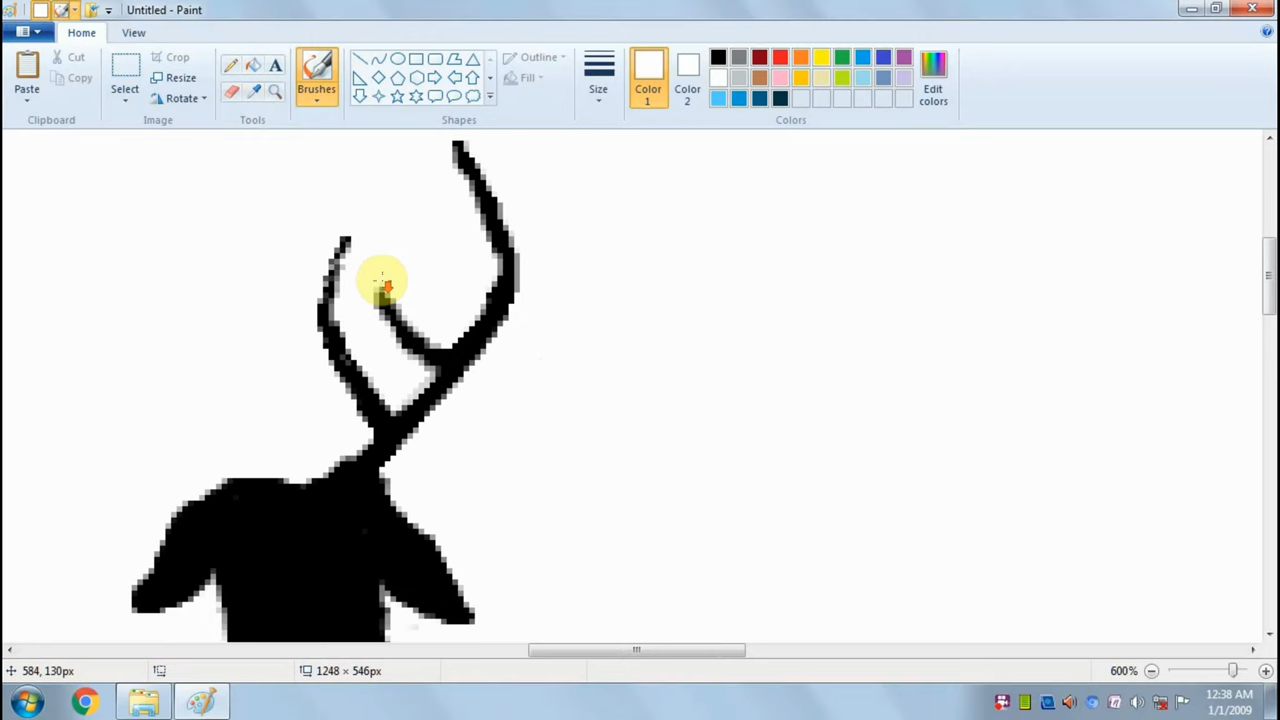 Untitled - Paint
Home View
Paste
Cut
Copy
Clipboard
Select
Crop
Resize
Rotate
Image
A
Tools
Brushes
Outline
Fill
Shapes
Size
Color 1
Color 2
Edit colors
Colors
584, 130px
1248 × 546px
600%
12:38 AM
1/1/2009